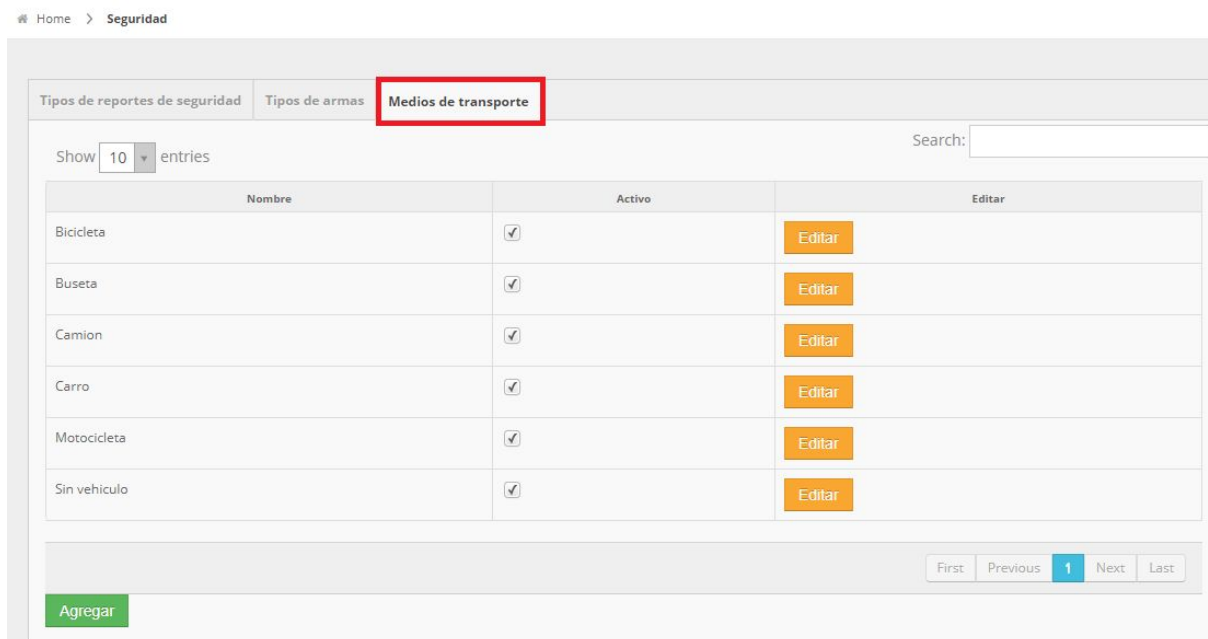 Home > Seguridad
Tipos de reportes de seguridad Tipos de armas Medios de transporte
Show 10 entries Search:
Nombre Activo Editar
Bicicleta Editar
Buseta Editar
Camion Editar
Carro Editar
Motocicleta Editar
Sin vehiculo Editar
First Previous 1 Next Last
Agregar